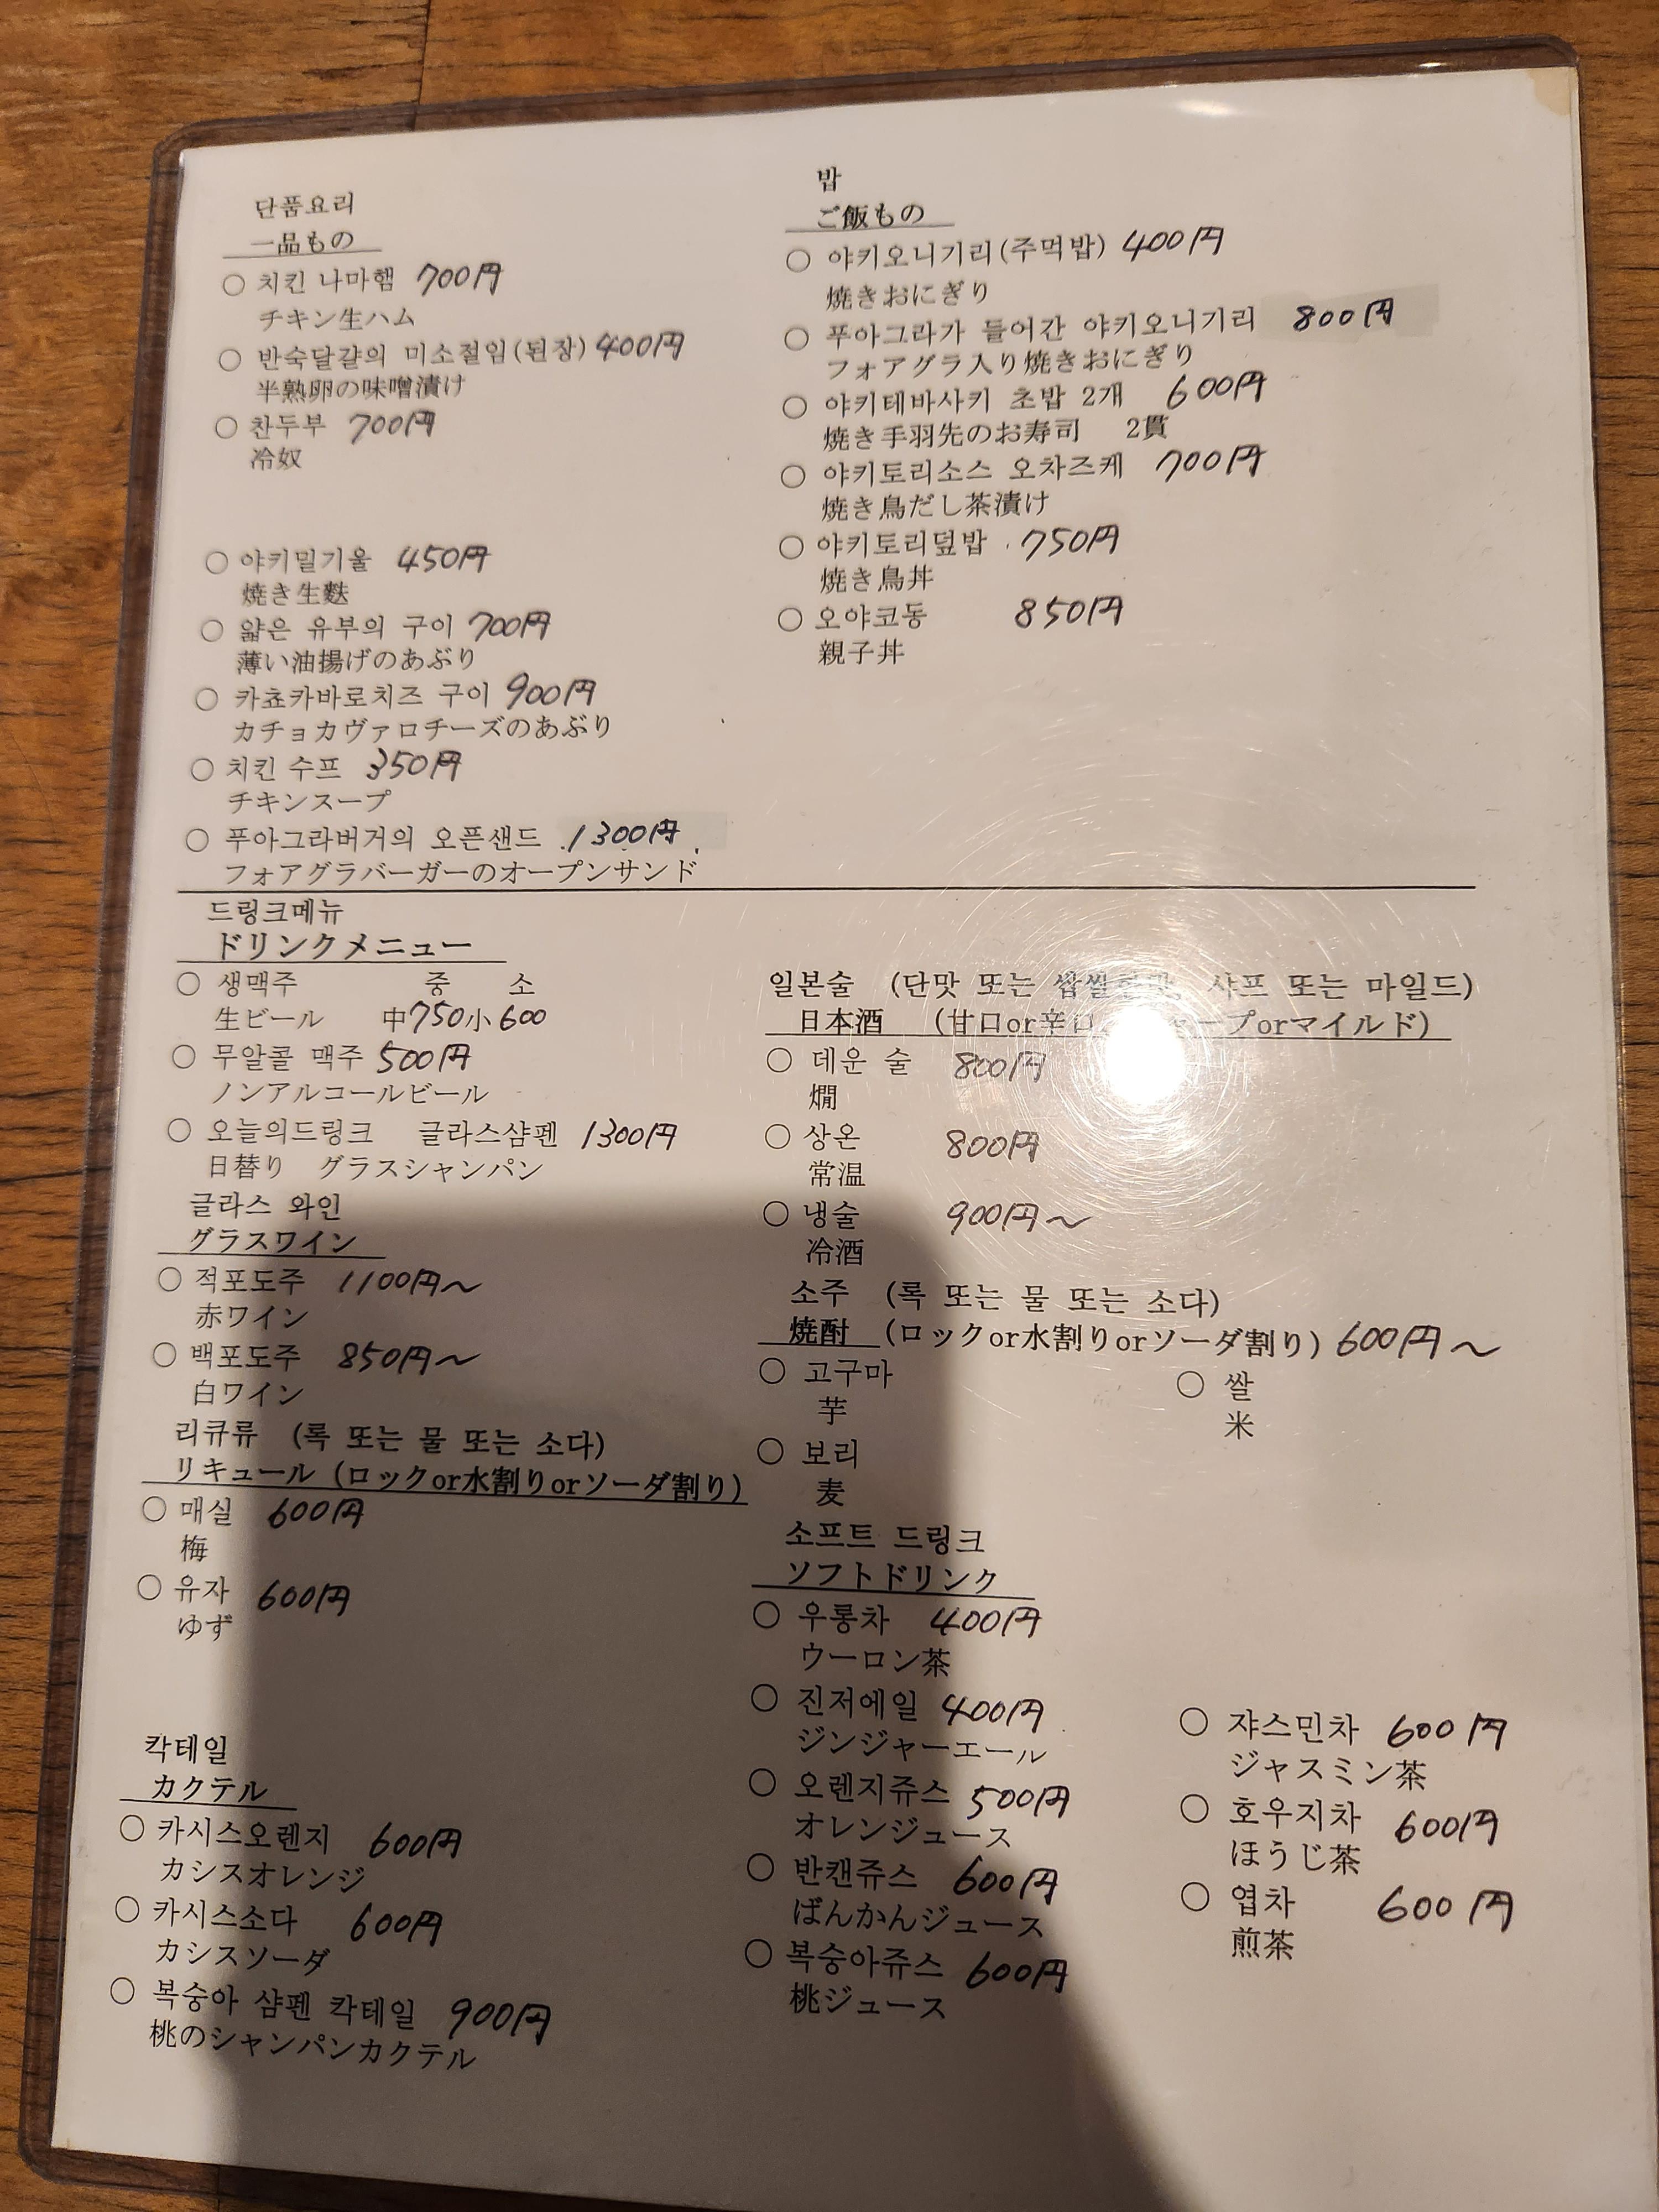 단품요리
一品もの
○ 치킨 나마햄 700円
チキン生ハム
○ 반숙달걀의 미소절임(된장) 400円
半熟卵の味噌漬け
○ 찬두부 700円
冷奴
○ 야키밀기울 450円
焼き生麩
○ 얇은 유부의 구이 700円
薄い油揚げのあぶり
○ 카쵸카바로치즈 구이 900円
カチョカヴァロチーズのあぶり
○ 치킨 수프 350円
チキンスープ
○ 푸아그라버거의 오픈샌드 1300円
フォアグラバーガーのオープンサンド
밥
ご飯もの
○ 야키오니기리(주먹밥) 400円
焼きおにぎり
○ 푸아그라가 들어간 야키오니기리 800円
フォアグラ入り焼きおにぎり
○ 야키테바사키 초밥 2개 600円
焼き手羽先のお寿司 2貫
○ 야키토리소스 오차즈케 700円
焼き鳥だし茶漬け
○ 야키토리덮밥 750円
焼き鳥丼
○ 오야코동 850円
親子丼
드링크메뉴
ドリンクメニュー
○ 생맥주 중 소
生ビール 中750小600
○ 무알콜 맥주 500円
ノンアルコールビール
○ 오늘의드링크 글라스샴펜 1300円
日替り グラスシャンパン
글라스 와인
グラスワイン
○ 적포도주 1100円～
赤ワイン
○ 백포도주 850円～
白ワイン
리큐류 (록 또는 물 또는 소다)
リキュール (ロックor水割りorソーダ割り)
○ 매실 600円
梅
○ 유자 600円
ゆず
칵테일
カクテル
○ 카시스오렌지 600円
カシスオレンジ
○ 카시스소다 600円
カシスソーダ
○ 복숭아 샴펜 칵테일 900円
桃のシャンパンカクテル
일본술 (단맛 또는 쌉쌀한맛, 샤프 또는 마일드)
日本酒 (甘口or辛口 ープorマイルド)
○ 데운 술 800円
燗
○ 상온 800円
常温
○ 냉술 900円～
冷酒
소주 (록 또는 물 또는 소다)
焼酎 (ロックor水割りorソーダ割り) 600円～
○ 고구마 ○ 쌀
芋 米
○ 보리
麦
소프트 드링크
ソフトドリンク
○ 우롱차 400円
ウーロン茶
○ 진저에일 400円
ジンジャーエール
○ 오렌지쥬스 500円
オレンジュース
○ 반캔쥬스 600円
ばんかんジュース
○ 복숭아쥬스 600円
桃ジュース
○ 쟈스민차 600円
ジャスミン茶
○ 호우지차 600円
ほうじ茶
○ 엽차 600円
煎茶